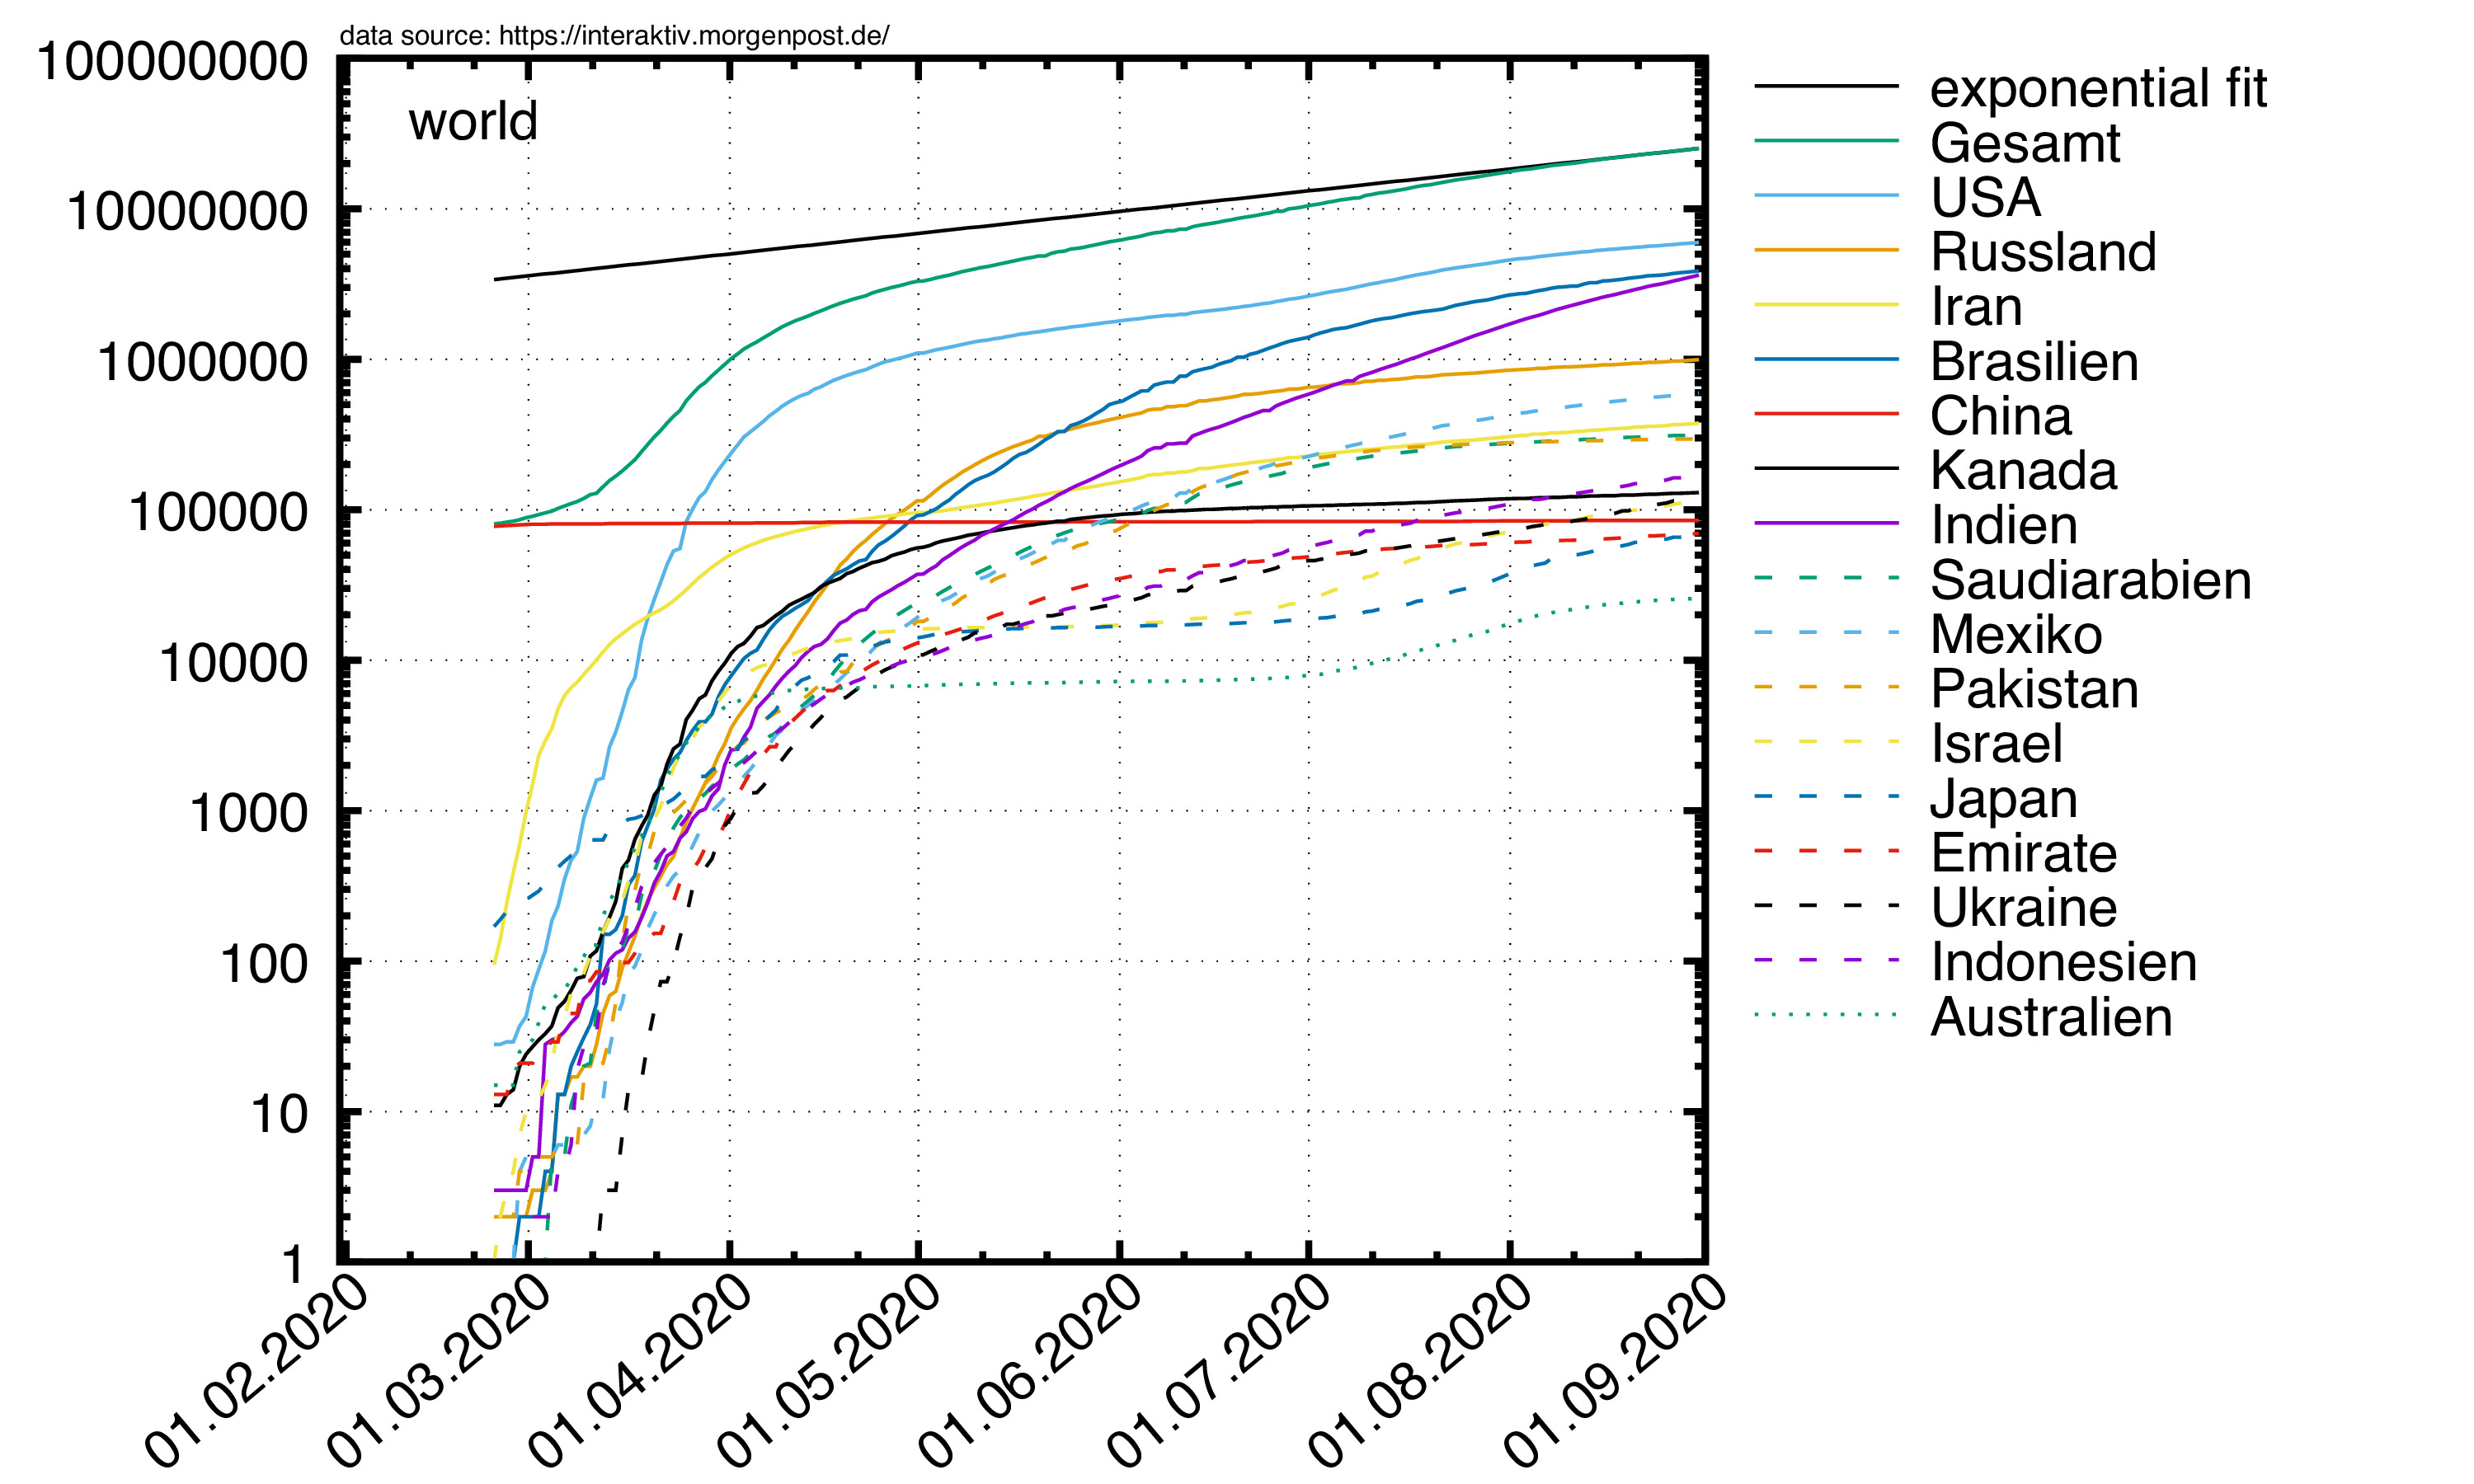 data source: https://interaktiv.morgenpost.de/
world
100000000
10000000
1000000
100000
10000
1000
100
10
1
01.02.2020
01.03.2020
01.04.2020
01.05.2020
01.06.2020
01.07.2020
01.08.2020
01.09.2020
exponential fit
Gesamt
USA
Russland
Iran
Brasilien
China
Kanada
Indien
Saudiarabien
Mexiko
Pakistan
Israel
Japan
Emirate
Ukraine
Indonesien
Australien